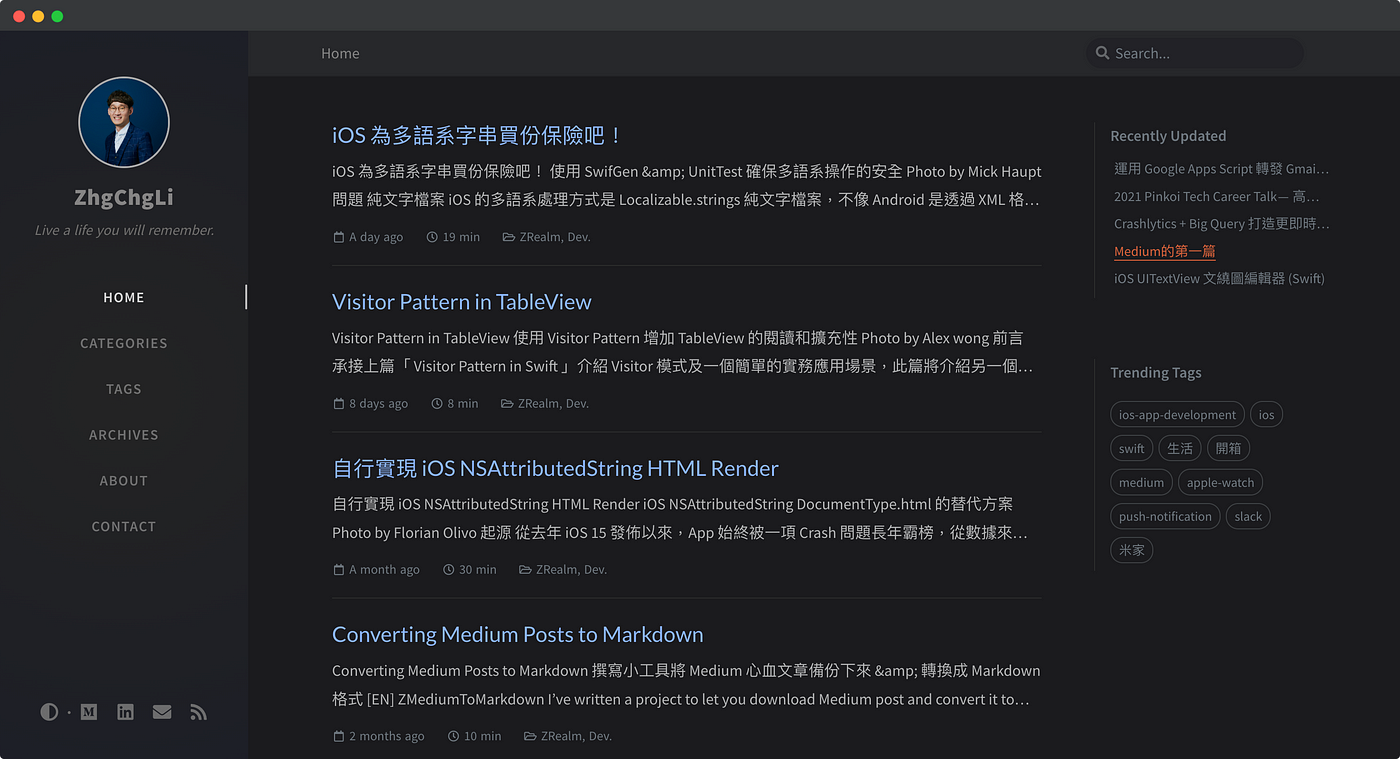 ZhgChgLi
Live a life you will remember.
HOME
CATEGORIES
TAGS
ARCHIVES
ABOUT
CONTACT
Home
Search...
iOS 為多語系字串買份保險吧！
iOS 為多語系字串買份保險吧！ 使用 SwifGen &amp; UnitTest 確保多語系操作的安全 Photo by Mick Haupt
問題 純文字檔案 iOS 的多語系處理方式是 Localizable.strings 純文字檔案，不像 Android 是透過 XML 格…
A day ago 19 min ZRealm, Dev.
Visitor Pattern in TableView
Visitor Pattern in TableView 使用 Visitor Pattern 增加 TableView 的閱讀和擴充性 Photo by Alex wong 前言
承接上篇「 Visitor Pattern in Swift 」介紹 Visitor 模式及一個簡單的實務應用場景，此篇將介紹另一個…
8 days ago 8 min ZRealm, Dev.
自行實現 iOS NSAttributedString HTML Render
自行實現 iOS NSAttributedString HTML Render iOS NSAttributedString DocumentType.html 的替代方案
Photo by Florian Olivo 起源 從去年 iOS 15 發佈以來，App 始終被一項 Crash 問題長年霸榜，從數據來…
A month ago 30 min ZRealm, Dev.
Converting Medium Posts to Markdown
Converting Medium Posts to Markdown 撰寫小工具將 Medium 心血文章備份下來 &amp; 轉換成 Markdown
格式 [EN] ZMediumToMarkdown I’ve written a project to let you download Medium post and convert it to…
2 months ago 10 min ZRealm, Dev.
Recently Updated
運用 Google Apps Script 轉發 Gmai…
2021 Pinkoi Tech Career Talk— 高…
Crashlytics + Big Query 打造更即時…
Medium的第一篇
iOS UITextView 文繞圖編輯器 (Swift)
Trending Tags
ios-app-development ios
swift 生活 開箱
medium apple-watch
push-notification slack
米家